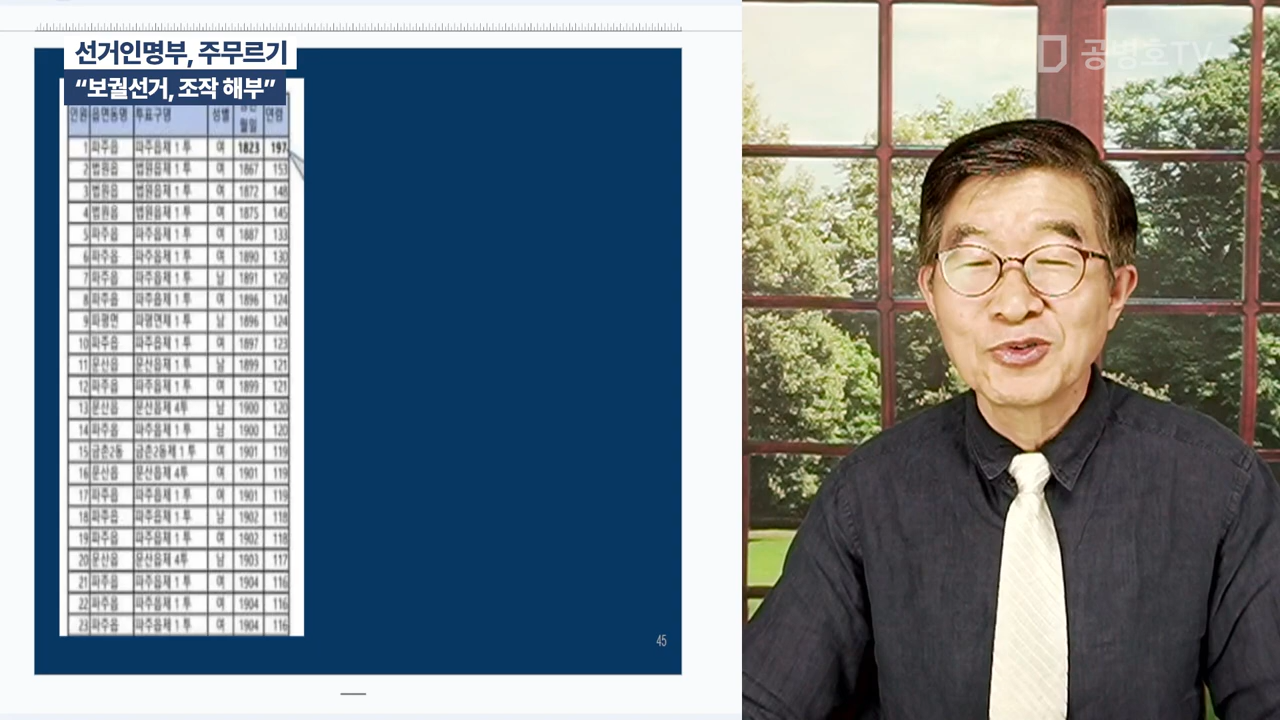 공병호TV
선거인명부, 주무르기
“보궐선거, 조작 해부”
인원 읍면동명 투표구명 성별 월일 연령
1 파주읍 파주읍제 1 투 여 1823 197
2 법원읍 법원읍제 1 투 여 1867 153
3 법원읍 법원읍제 1 투 여 1872 148
4 법원읍 법원읍제 1 투 여 1875 145
5 파주읍 파주읍제 1 투 여 1887 133
6 파주읍 파주읍제 1 투 여 1890 130
7 파주읍 파주읍제 1 투 남 1891 129
8 파주읍 파주읍제 1 투 여 1896 124
9 파평면 파평면제 1 투 남 1896 124
10 파주읍 파주읍제 1 투 여 1897 123
11 문산읍 문산읍제 1 투 남 1899 121
12 파주읍 파주읍제 1 투 여 1899 121
13 문산읍 문산읍제 4투 남 1900 120
14 파주읍 파주읍제 1 투 남 1900 120
15 금촌2동 금촌2동제 1 투 여 1901 119
16 문산읍 문산읍제 4투 여 1901 119
17 파주읍 파주읍제 1 투 여 1901 119
18 파주읍 파주읍제 1 투 남 1902 118
19 파주읍 파주읍제 1 투 여 1902 118
20 문산읍 문산읍제 4투 남 1903 117
21 파주읍 파주읍제 1 투 여 1904 116
22 파주읍 파주읍제 1 투 여 1904 116
23 파주읍 파주읍제 1 투 여 1904 116
45